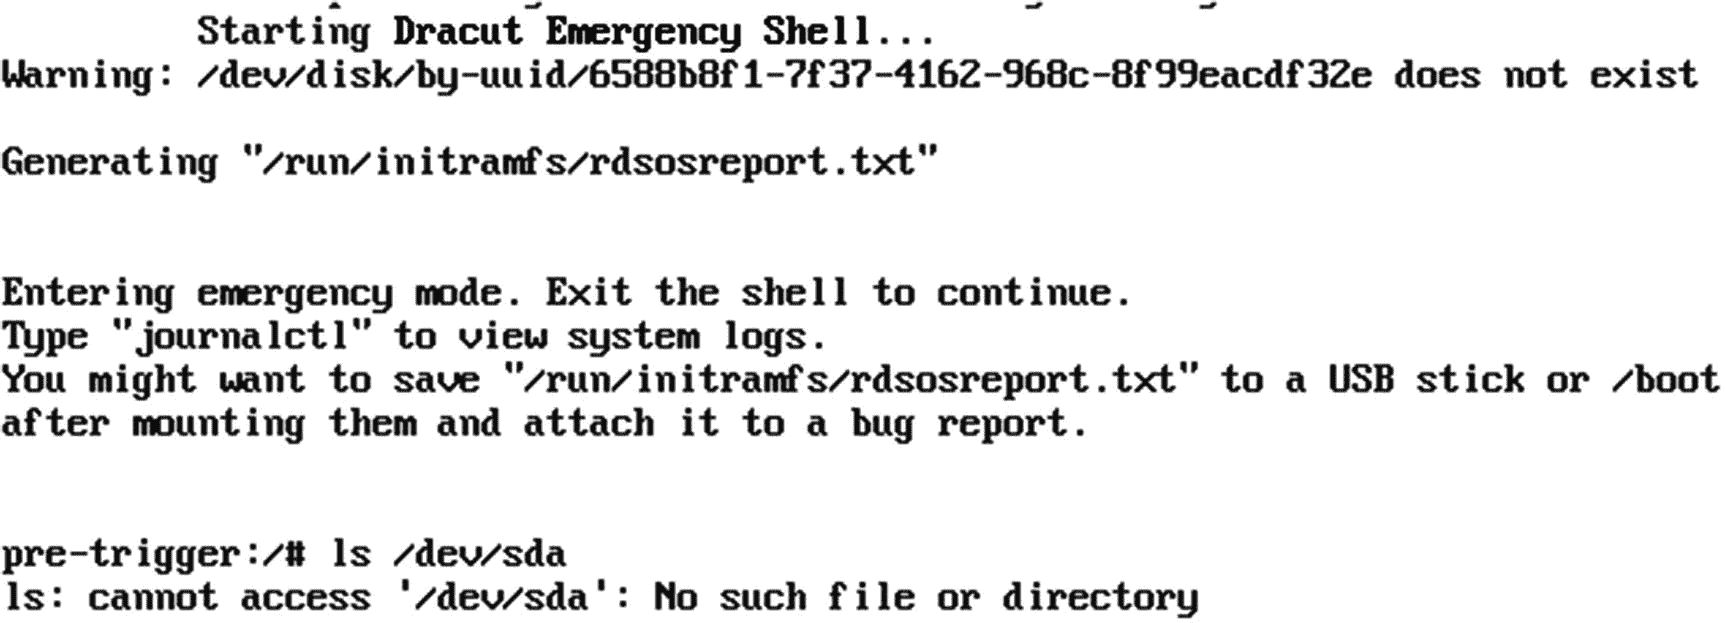 Starting Dracut Emergency Shell...
Warning: /dev/disk/by-uuid/6588b8f1-7f37-4162-968c-8f99eacdf32e does not exist
Generating "/run/initramfs/rdsosreport.txt"
Entering emergency mode. Exit the shell to continue.
Type "journalctl" to view system logs.
You might want to save "/run/initramfs/rdsosreport.txt" to a USB stick or /boot
after mounting them and attach it to a bug report.
pre-trigger:/# ls /dev/sda
ls: cannot access '/dev/sda': No such file or directory